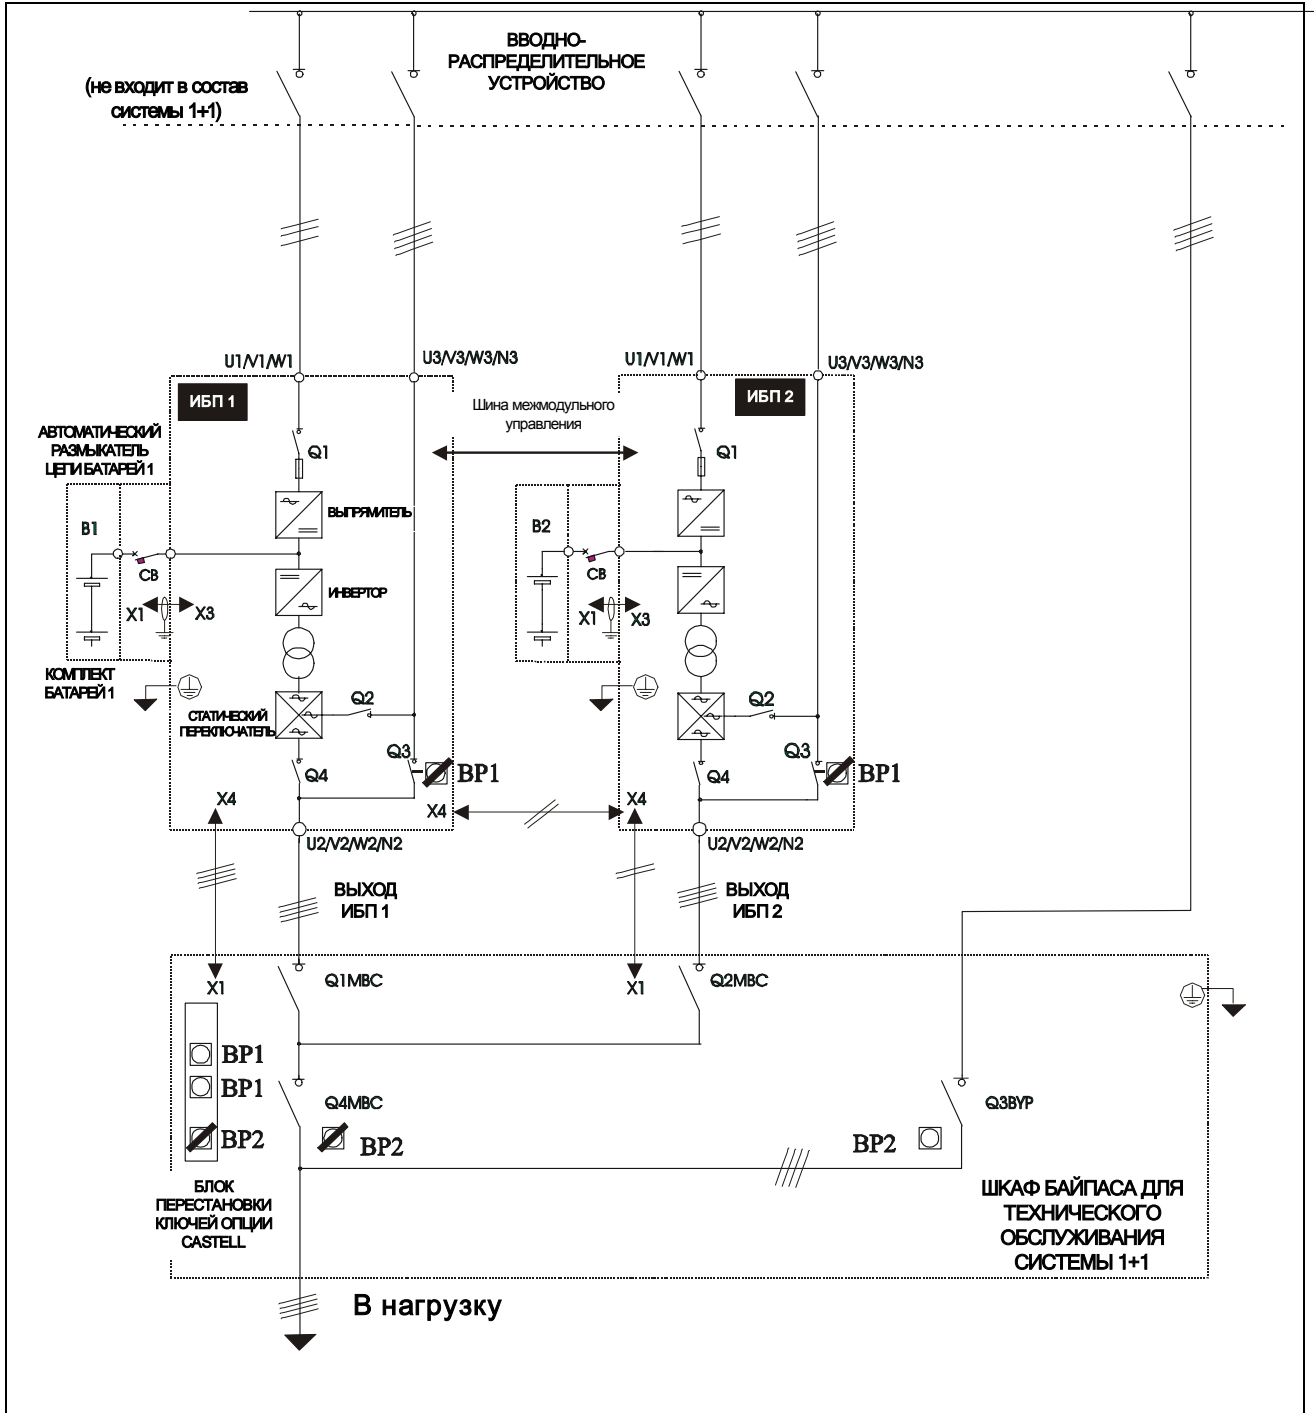 ВВОДНО-
РАСПРЕДЕЛИТЕЛЬНОЕ
УСТРОЙСТВО
(не входит в состав
системы 1+1)
U1/V1/W1
U3/V3/W3/N3
U1/V1/W1
U3/V3/W3/N3
ИБП 1
ИБП 2
Шина межмодульного
управления
АВТОМАТИЧЕСКИЙ
РАЗМЫКАТЕЛЬ
ЦЕПИ БАТАРЕЙ 1
Q1
Q1
ВЫПРЯМИТЕЛЬ
B1
B2
CB
CB
ИНВЕРТОР
X1
X3
X1
X3
КОМПЛЕКТ
БАТАРЕЙ 1
СТАТИЧЕСКИЙ
ПЕРЕКЛЮЧАТЕЛЬ
Q2
Q2
Q3
Q3
Q4
BP1
Q4
BP1
X4
X4
X4
U2/V2/W2/N2
U2/V2/W2/N2
ВЫХОД
ИБП 1
ВЫХОД
ИБП 2
X1
Q1MBC
X1
Q2MBC
BP1
BP1
BP2
Q4MBC
BP2
Q3BYP
BP2
БЛОК
ПЕРЕСТАНОВКИ
КЛЮЧЕЙ ОПЦИИ
CASTELL
ШКАФ БАЙПАСА ДЛЯ
ТЕХНИЧЕСКОГО
ОБСЛУЖИВАНИЯ
СИСТЕМЫ 1+1
В нагрузку